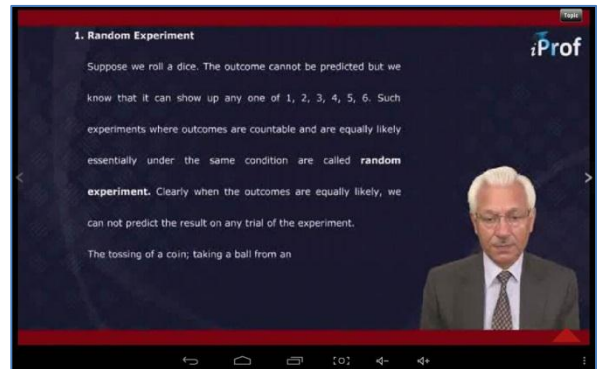 Topic
1. Random Experiment
iProf
Suppose we roll a dice. The outcome cannot be predicted but we
know that it can show up any one of 1, 2, 3, 4, 5, 6. Such
experiments where outcomes are countable and are equally likely
essentially under the same condition are called random
experiment. Clearly when the outcomes are equally likely, we
can not predict the result on any trial of the experiment.
The tossing of a coin; taking a ball from an